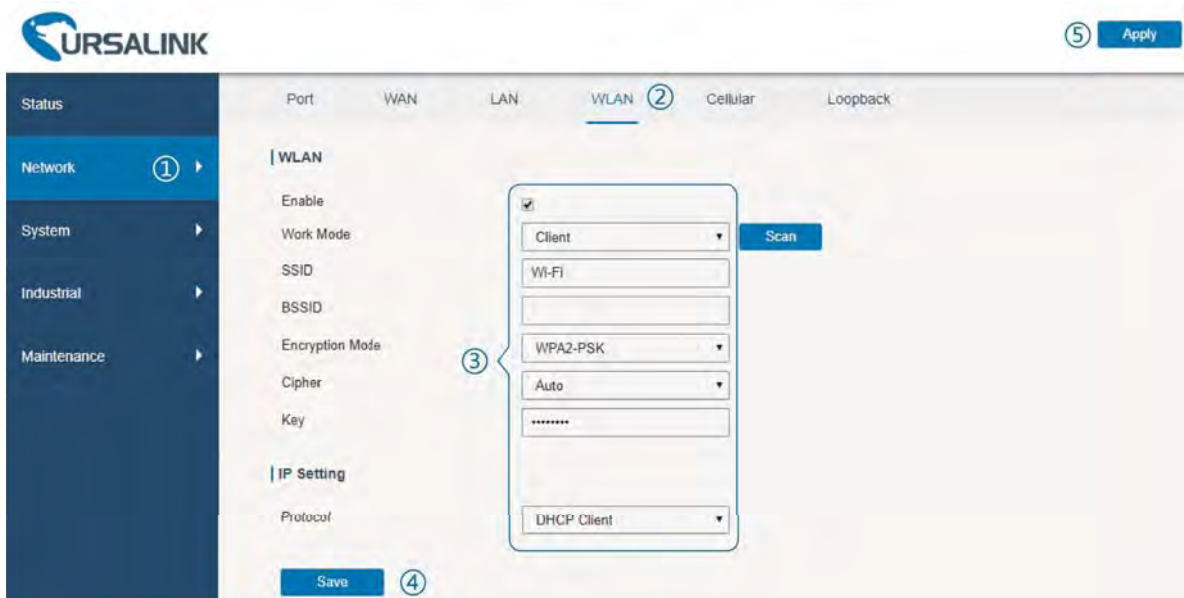 URSALINK
⑤ Apply
Status
Port WAN LAN WLAN ② Cellular Loopback
Network ①
WLAN
Enable
System
Work Mode Client Scan
SSID Wi-Fi
Industrial
BSSID
Encryption Mode WPA2-PSK
Maintenance
③
Cipher Auto
Key ••••••••
IP Setting
Protocol DHCP Client
Save ④